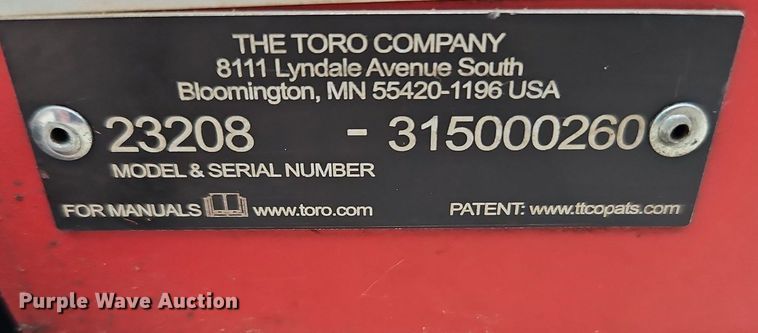 THE TORO COMPANY
8111 Lyndale Avenue South
Bloomington, MN 55420-1196 USA
23208 - 315000260
MODEL & SERIAL NUMBER
FOR MANUALS www.toro.com PATENT: www.ttcopats.com
Purple Wave Auction